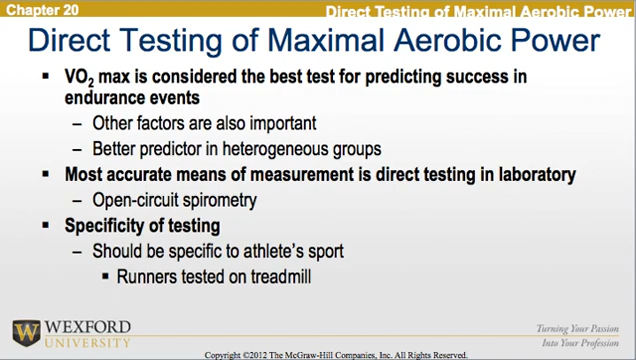 Chapter 20
Direct Testing of Maximal Aerobic Power
Direct Testing of Maximal Aerobic Power
▪ VO2 max is considered the best test for predicting success in
endurance events
– Other factors are also important
– Better predictor in heterogeneous groups
▪ Most accurate means of measurement is direct testing in laboratory
– Open-circuit spirometry
▪ Specificity of testing
– Should be specific to athlete's sport
▪ Runners tested on treadmill
WEXFORD
UNIVERSITY
Turning Your Passion
Into Your Profession
Copyright ©2012 The McGraw-Hill Companies, Inc. All Rights Reserved.